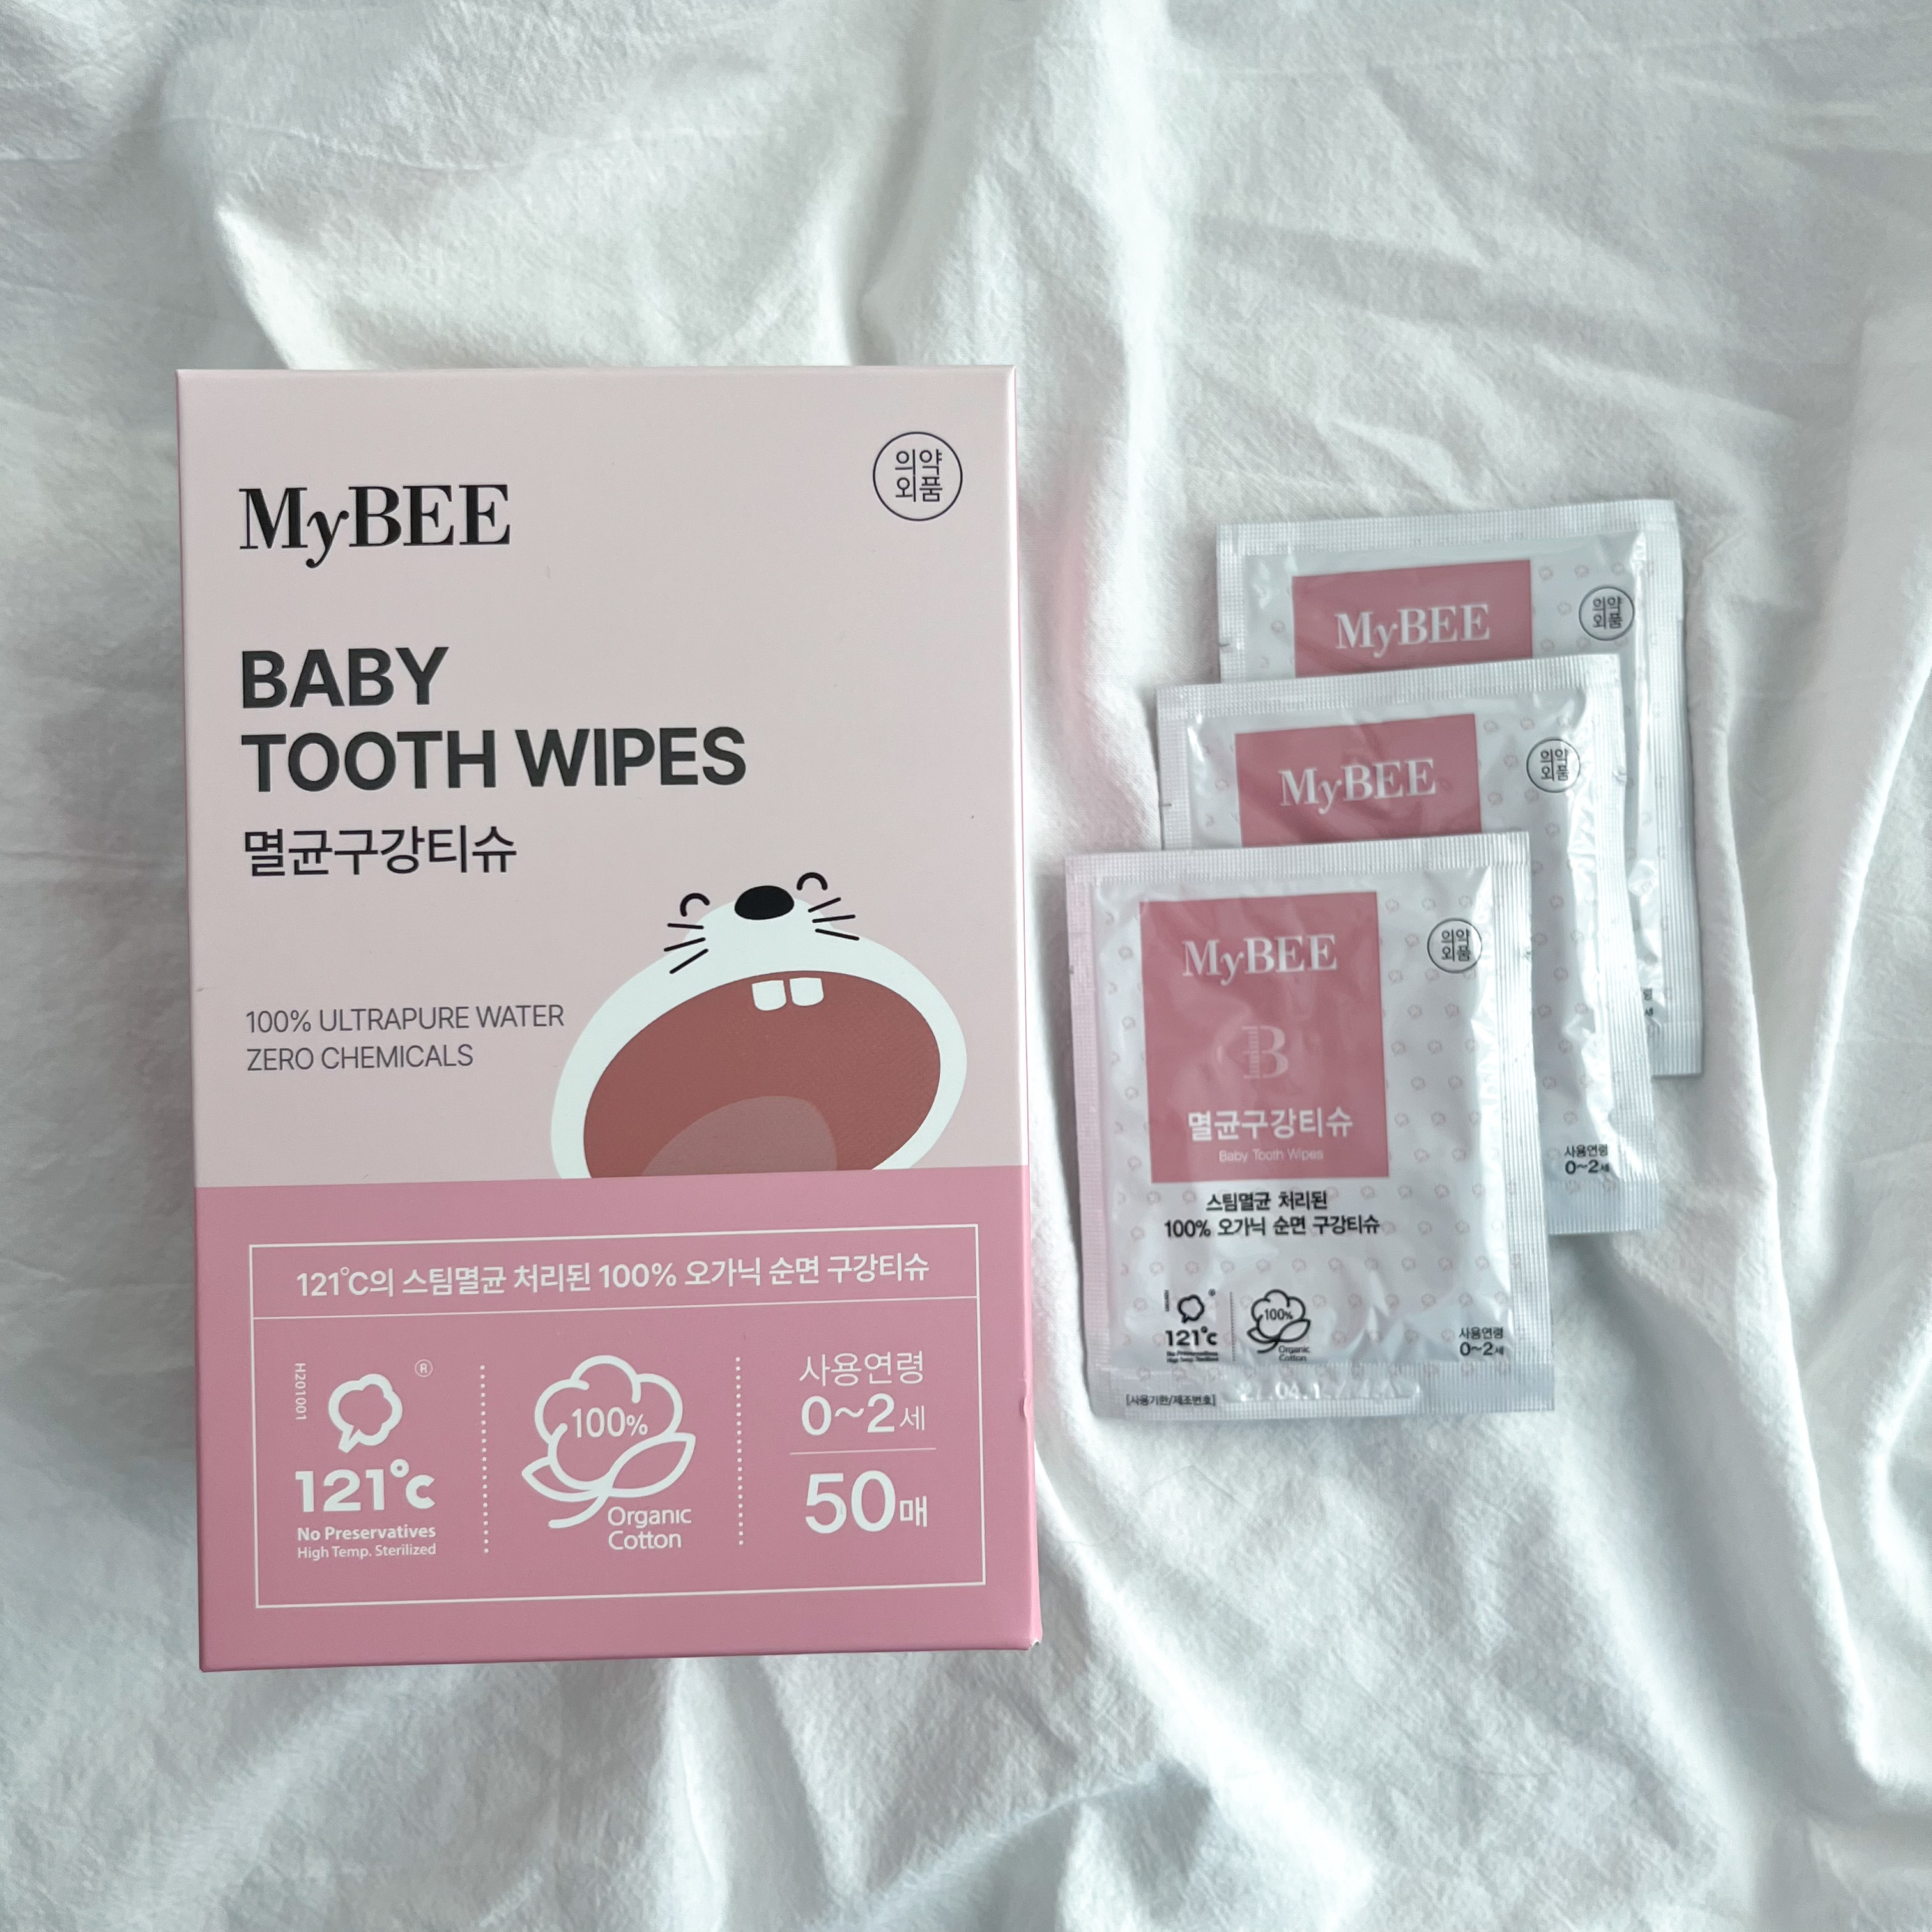 MyBEE
의약
외품
BABY
TOOTH WIPES
멸균구강티슈
100% ULTRAPURE WATER
ZERO CHEMICALS
121℃의 스팀멸균 처리된 100% 오가닉 순면 구강티슈
H201001
®
121℃
No Preservatives
High Temp. Sterilized
100%
Organic
Cotton
사용연령
0~2세
50매
MyBEE
의약
외품
MyBEE
의약
외품
사용연령
0~2세
MyBEE
의약
외품
B
멸균구강티슈
Baby Tooth Wipes
스팀멸균 처리된
100% 오가닉 순면 구강티슈
121℃
No Preservatives
High Temp. Sterilized
100%
Organic
Cotton
사용연령
0~2세
[사용기한/제조번호]